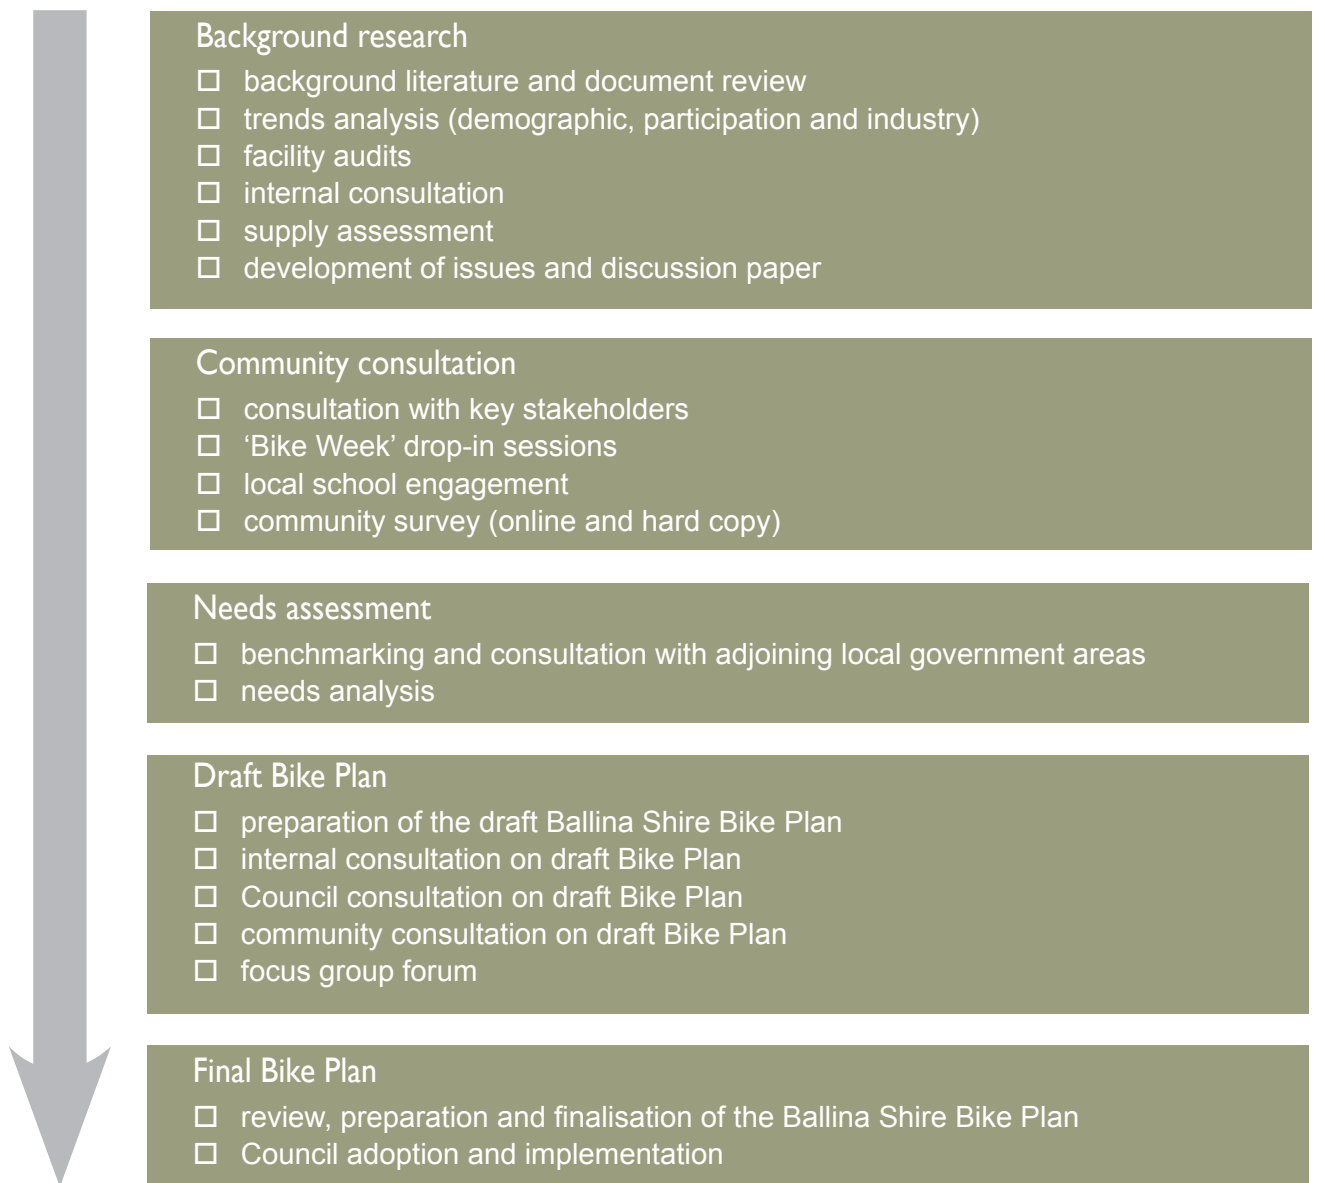 Background research
☐ background literature and document review
☐ trends analysis (demographic, participation and industry)
☐ facility audits
☐ internal consultation
☐ supply assessment
☐ development of issues and discussion paper
Community consultation
☐ consultation with key stakeholders
☐ ‘Bike Week’ drop-in sessions
☐ local school engagement
☐ community survey (online and hard copy)
Needs assessment
☐ benchmarking and consultation with adjoining local government areas
☐ needs analysis
Draft Bike Plan
☐ preparation of the draft Ballina Shire Bike Plan
☐ internal consultation on draft Bike Plan
☐ Council consultation on draft Bike Plan
☐ community consultation on draft Bike Plan
☐ focus group forum
Final Bike Plan
☐ review, preparation and finalisation of the Ballina Shire Bike Plan
☐ Council adoption and implementation